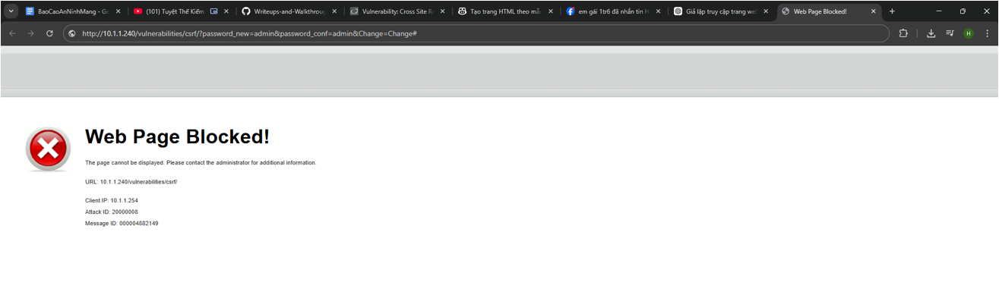 BaoCaoAnNinhMang - Go
(101) Tuyệt Thế Kiếm
Writeups-and-Walkthroug
Vulnerability: Cross Site R
Tạo trang HTML theo mẫ
em gái 1tr6 đã nhắn tin H
Giả lập truy cập trang we
Web Page Blocked!
http://10.1.1.240/vulnerabilities/csrf/?password_new=admin&password_conf=admin&Change=Change#
H
Web Page Blocked!
The page cannot be displayed. Please contact the administrator for additional information.
URL: 10.1.1.240/vulnerabilities/csrf/
Client IP: 10.1.1.254
Attack ID: 20000008
Message ID: 000004882149